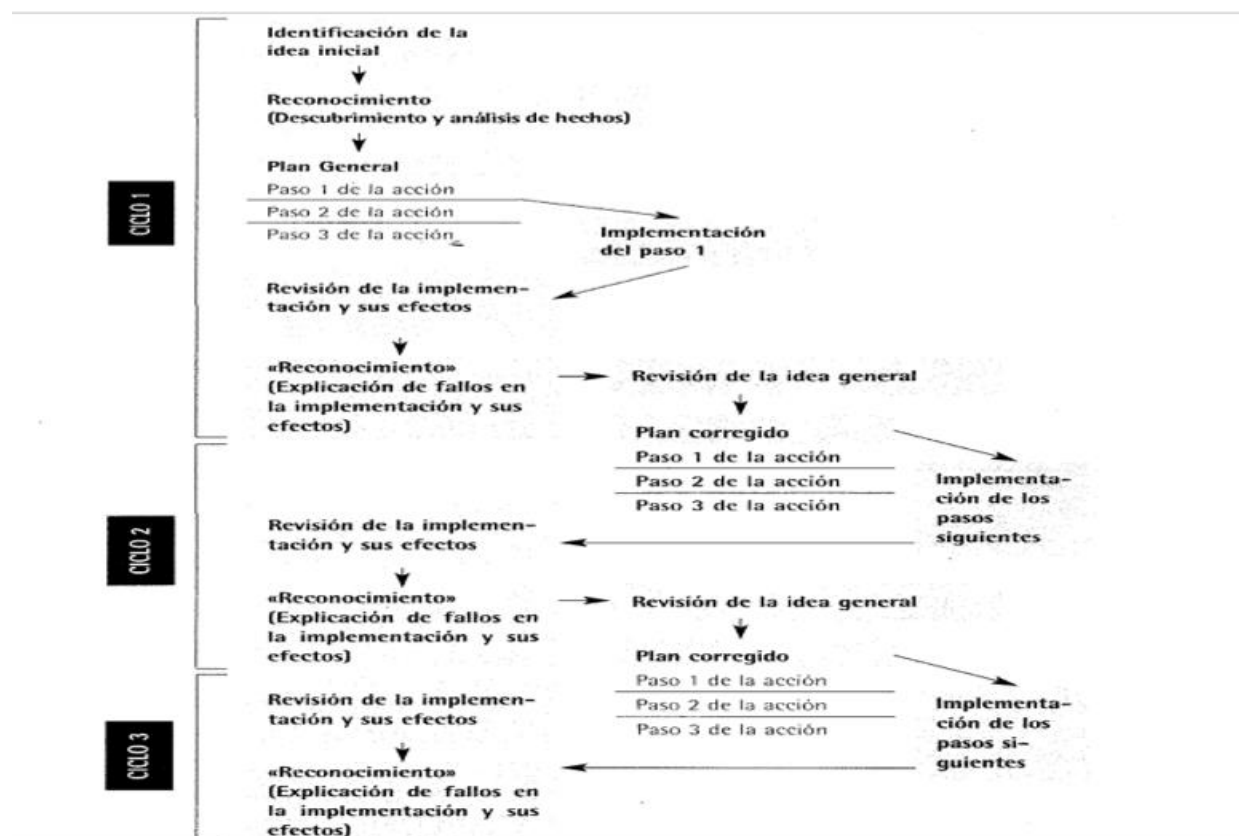 CICLO 1
Identificación de la
idea inicial
Reconocimiento
(Descubrimiento y análisis de hechos)
Plan General
Paso 1 de la acción
Paso 2 de la acción
Paso 3 de la acción
Implementación
del paso 1
Revisión de la implemen-
tación y sus efectos
«Reconocimiento»
(Explicación de fallos en
la implementación y sus
efectos)
Revisión de la idea general
Plan corregido
Paso 1 de la acción
Paso 2 de la acción
Paso 3 de la acción
Implementa-
ción de los
pasos
siguientes
CICLO 2
Revisión de la implemen-
tación y sus efectos
«Reconocimiento»
(Explicación de fallos en
la implementación y sus
efectos)
Revisión de la idea general
Plan corregido
Paso 1 de la acción
Paso 2 de la acción
Paso 3 de la acción
Implementa-
ción de los
pasos si-
guientes
CICLO 3
Revisión de la implemen-
tación y sus efectos
«Reconocimiento»
(Explicación de fallos en
la implementación y sus
efectos)